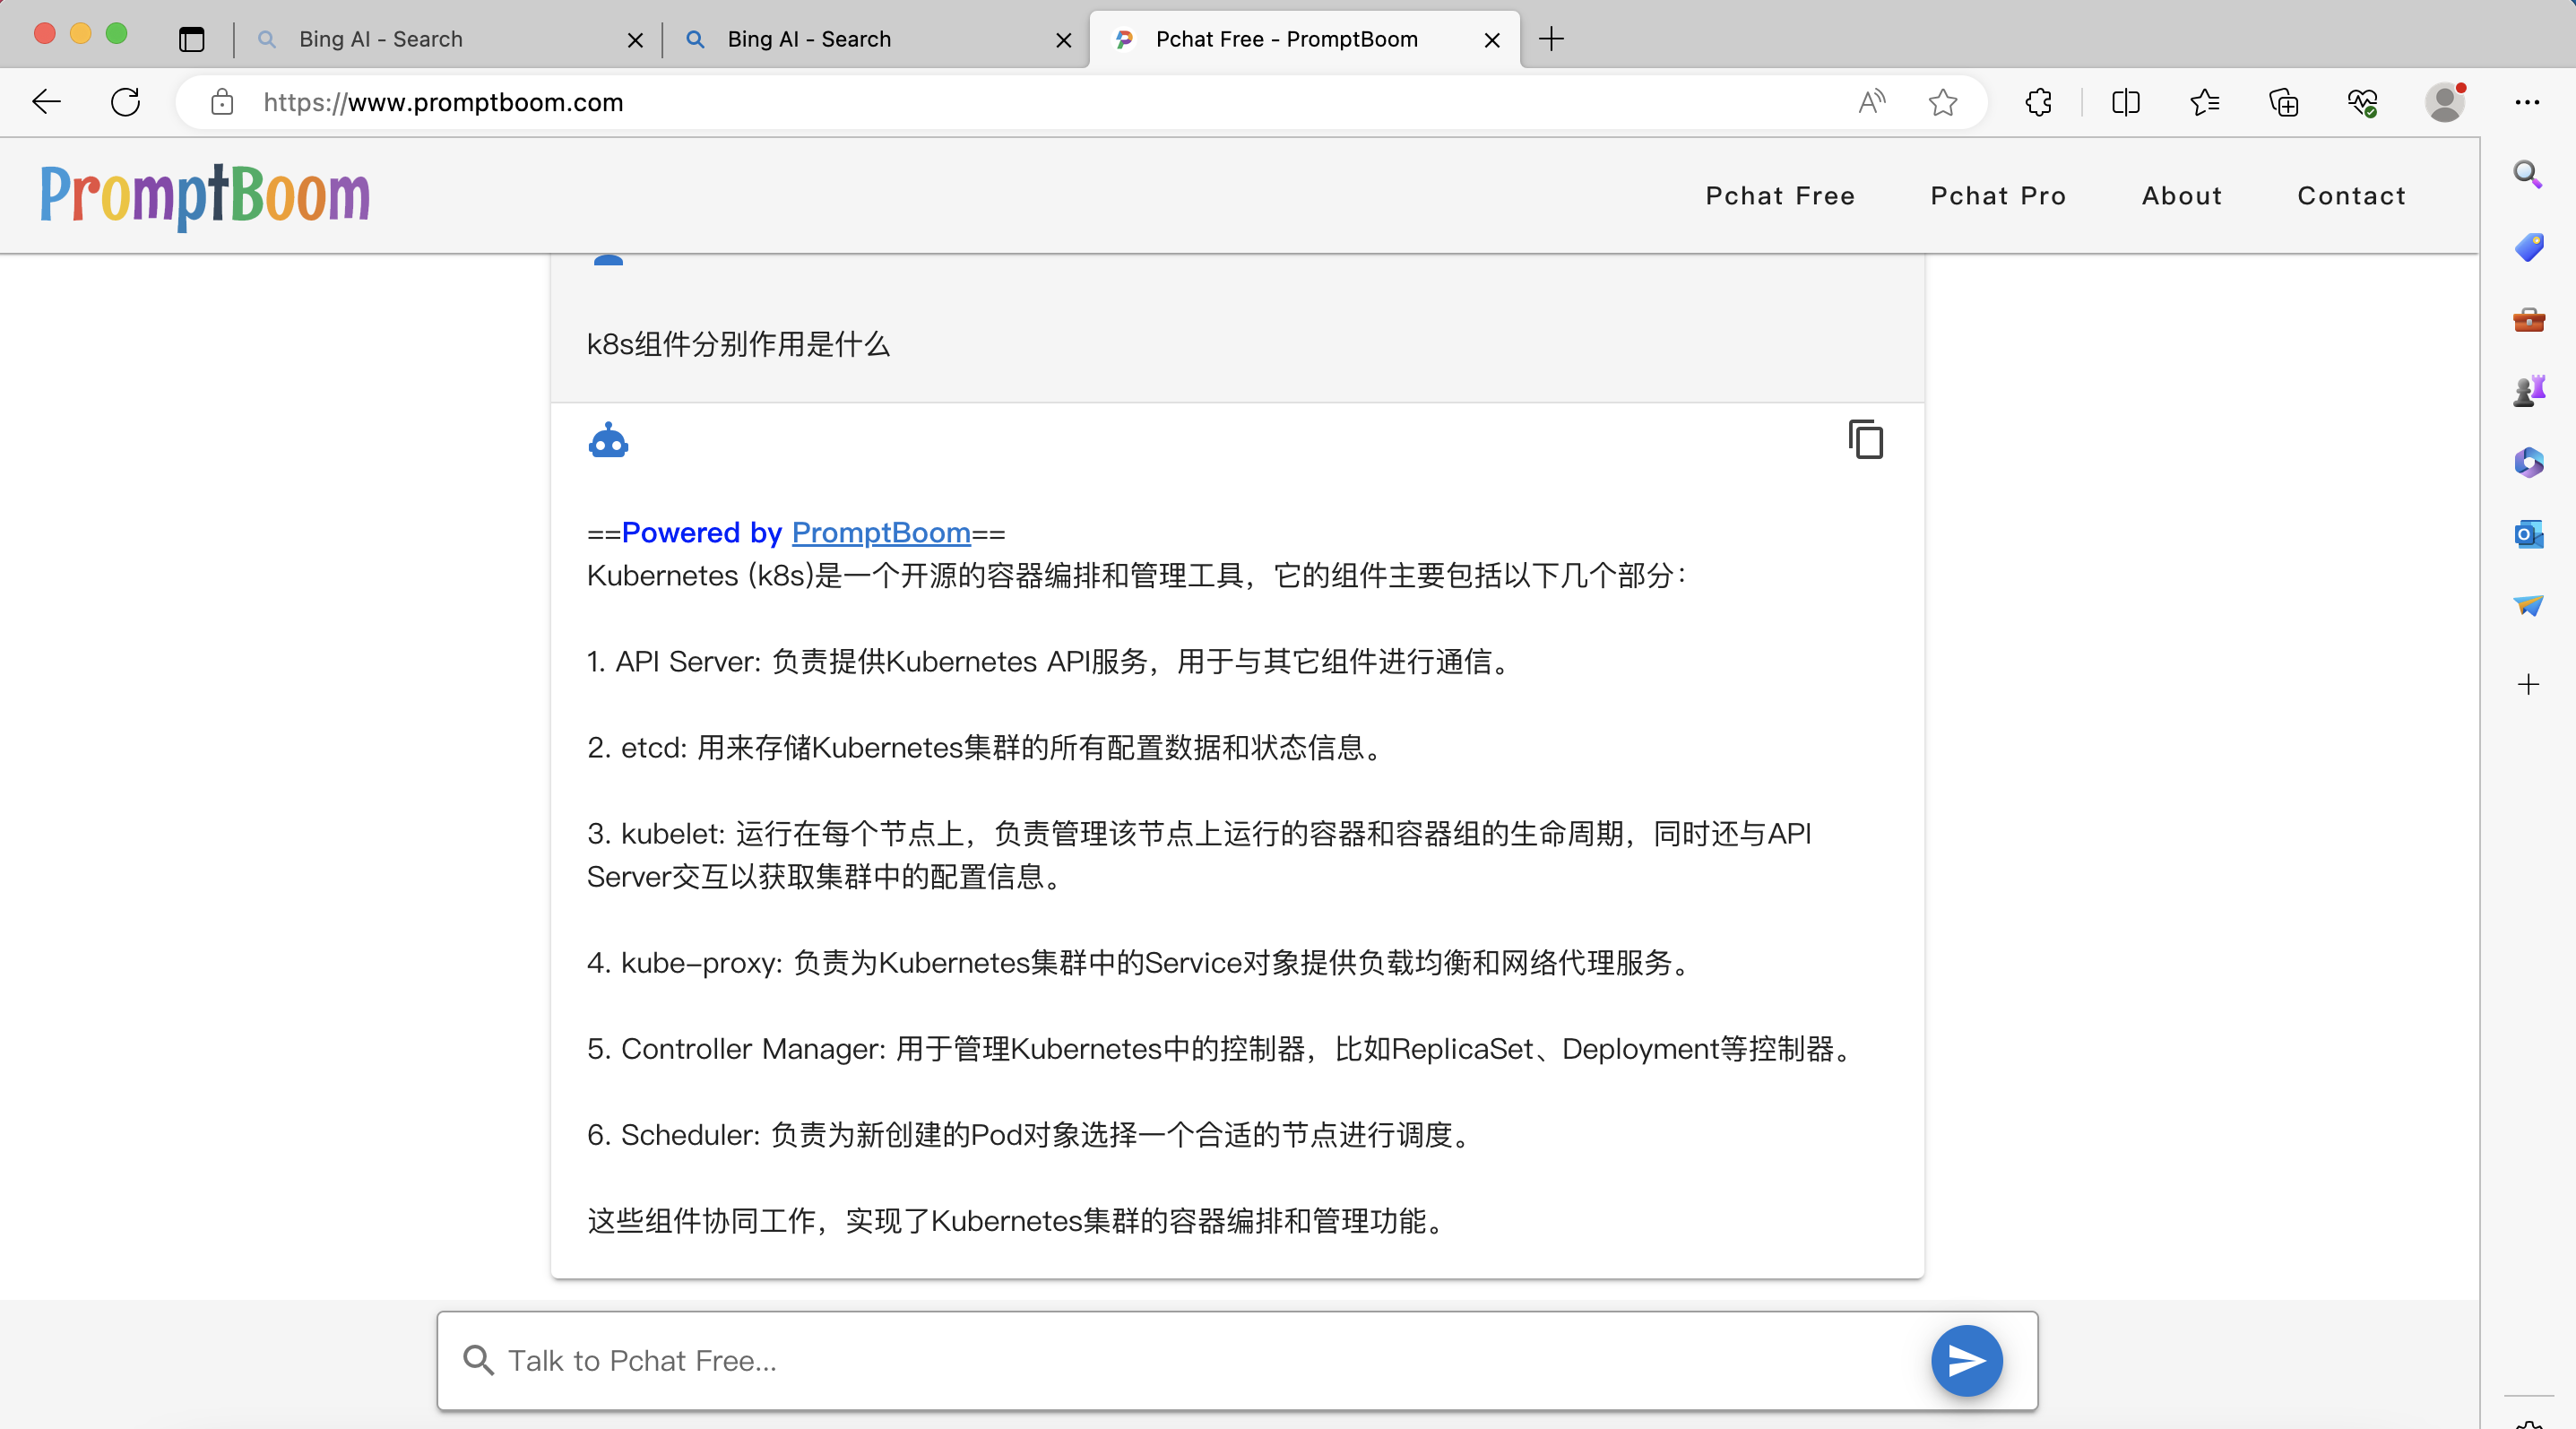 Bing AI - Search
Bing AI - Search
Pchat Free - PromptBoom
https://www.promptboom.com
PromptBoom
Pchat Free
Pchat Pro
About
Contact
k8s组件分别作用是什么
==Powered by PromptBoom==
Kubernetes (k8s)是一个开源的容器编排和管理工具，它的组件主要包括以下几个部分：
1. API Server: 负责提供Kubernetes API服务，用于与其它组件进行通信。
2. etcd: 用来存储Kubernetes集群的所有配置数据和状态信息。
3. kubelet: 运行在每个节点上，负责管理该节点上运行的容器和容器组的生命周期，同时还与API
Server交互以获取集群中的配置信息。
4. kube-proxy: 负责为Kubernetes集群中的Service对象提供负载均衡和网络代理服务。
5. Controller Manager: 用于管理Kubernetes中的控制器，比如ReplicaSet、Deployment等控制器。
6. Scheduler: 负责为新创建的Pod对象选择一个合适的节点进行调度。
这些组件协同工作，实现了Kubernetes集群的容器编排和管理功能。
Talk to Pchat Free...